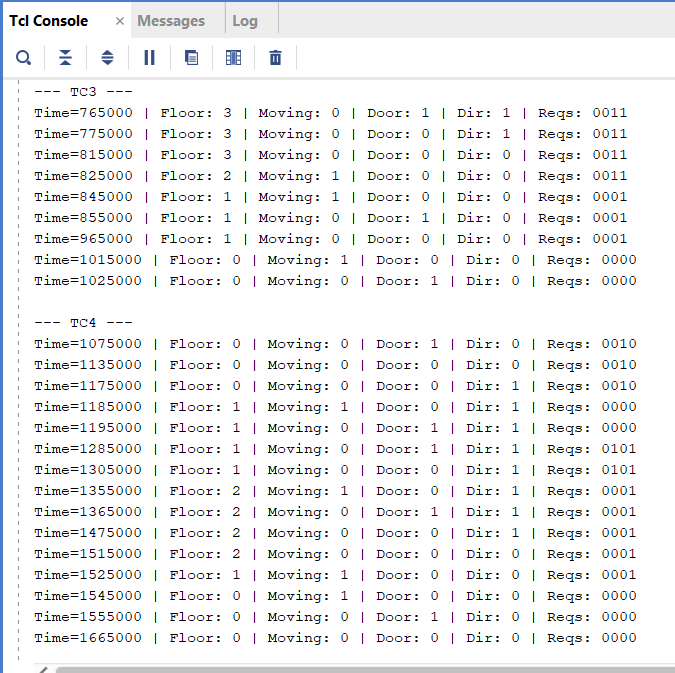 Tcl Console × Messages Log
--- TC3 ---
Time=765000 | Floor: 3 | Moving: 0 | Door: 1 | Dir: 1 | Reqs: 0011
Time=775000 | Floor: 3 | Moving: 0 | Door: 0 | Dir: 1 | Reqs: 0011
Time=815000 | Floor: 3 | Moving: 0 | Door: 0 | Dir: 0 | Reqs: 0011
Time=825000 | Floor: 2 | Moving: 1 | Door: 0 | Dir: 0 | Reqs: 0011
Time=845000 | Floor: 1 | Moving: 1 | Door: 0 | Dir: 0 | Reqs: 0001
Time=855000 | Floor: 1 | Moving: 0 | Door: 1 | Dir: 0 | Reqs: 0001
Time=965000 | Floor: 1 | Moving: 0 | Door: 0 | Dir: 0 | Reqs: 0001
Time=1015000 | Floor: 0 | Moving: 1 | Door: 0 | Dir: 0 | Reqs: 0000
Time=1025000 | Floor: 0 | Moving: 0 | Door: 1 | Dir: 0 | Reqs: 0000
--- TC4 ---
Time=1075000 | Floor: 0 | Moving: 0 | Door: 1 | Dir: 0 | Reqs: 0010
Time=1135000 | Floor: 0 | Moving: 0 | Door: 0 | Dir: 0 | Reqs: 0010
Time=1175000 | Floor: 0 | Moving: 0 | Door: 0 | Dir: 1 | Reqs: 0010
Time=1185000 | Floor: 1 | Moving: 1 | Door: 0 | Dir: 1 | Reqs: 0000
Time=1195000 | Floor: 1 | Moving: 0 | Door: 1 | Dir: 1 | Reqs: 0000
Time=1285000 | Floor: 1 | Moving: 0 | Door: 1 | Dir: 1 | Reqs: 0101
Time=1305000 | Floor: 1 | Moving: 0 | Door: 0 | Dir: 1 | Reqs: 0101
Time=1355000 | Floor: 2 | Moving: 1 | Door: 0 | Dir: 1 | Reqs: 0001
Time=1365000 | Floor: 2 | Moving: 0 | Door: 1 | Dir: 1 | Reqs: 0001
Time=1475000 | Floor: 2 | Moving: 0 | Door: 0 | Dir: 1 | Reqs: 0001
Time=1515000 | Floor: 2 | Moving: 0 | Door: 0 | Dir: 0 | Reqs: 0001
Time=1525000 | Floor: 1 | Moving: 1 | Door: 0 | Dir: 0 | Reqs: 0001
Time=1545000 | Floor: 0 | Moving: 1 | Door: 0 | Dir: 0 | Reqs: 0000
Time=1555000 | Floor: 0 | Moving: 0 | Door: 1 | Dir: 0 | Reqs: 0000
Time=1665000 | Floor: 0 | Moving: 0 | Door: 0 | Dir: 0 | Reqs: 0000